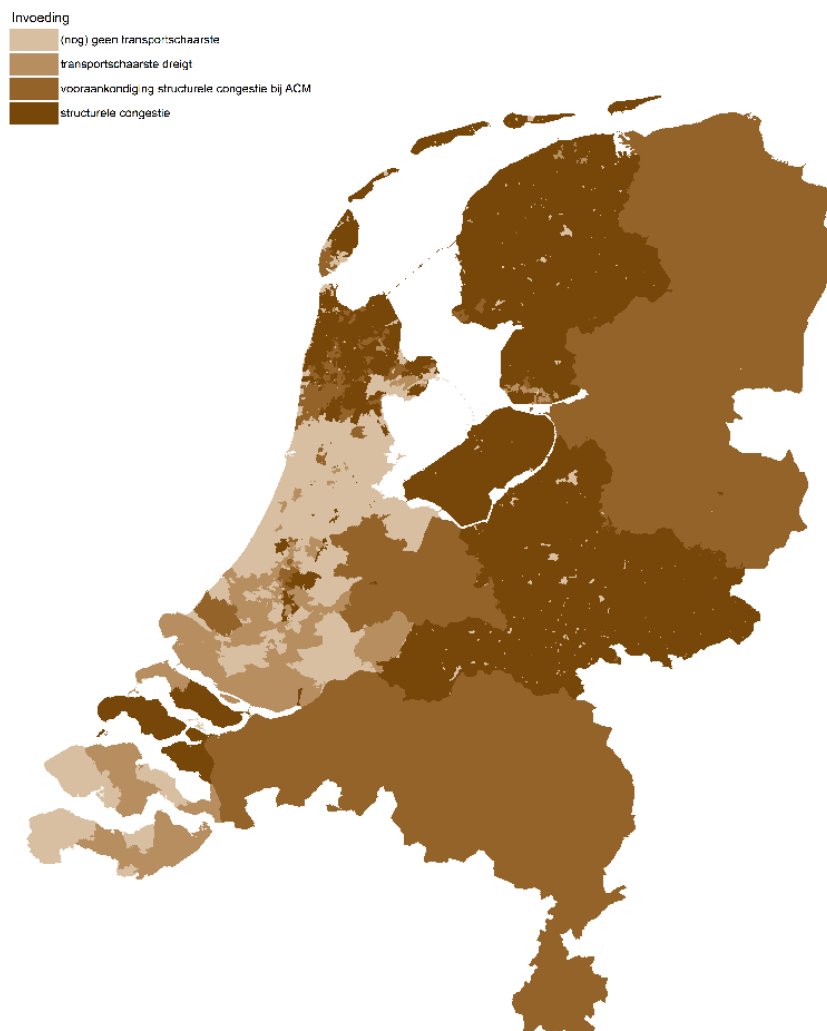 Invoeding
(nog) geen transportschaarste
transportschaarste dreigt
vooraankondiging structurele congestie bij ACM
structurele congestie